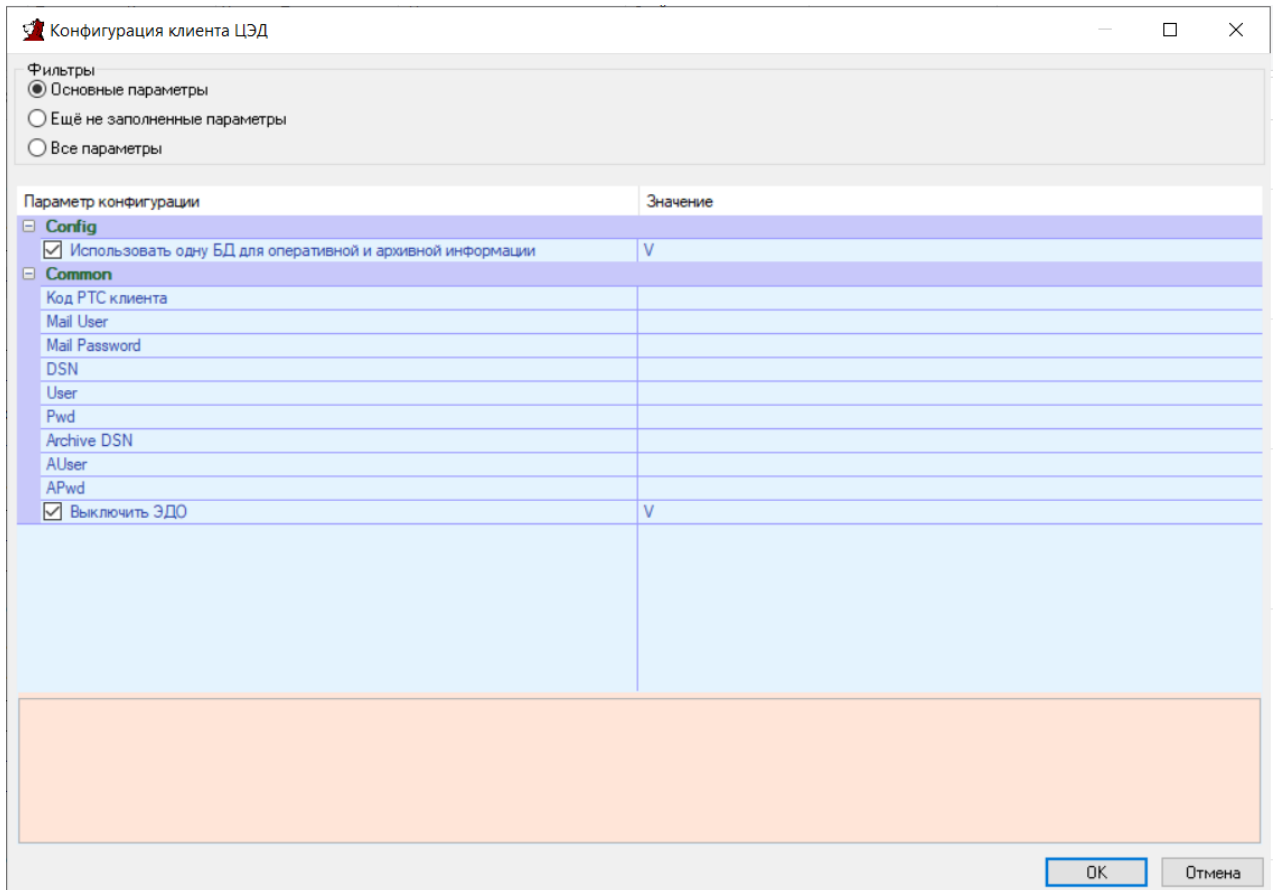 Конфигурация клиента ЦЭД
Фильтры
Основные параметры
Ещё не заполненные параметры
Все параметры
Параметр конфигурации Значение
Config
Использовать одну БД для оперативной и архивной информации V
Common
Код РТС клиента
Mail User
Mail Password
DSN
User
Pwd
Archive DSN
AUser
APwd
Выключить ЭДО V
OK Отмена